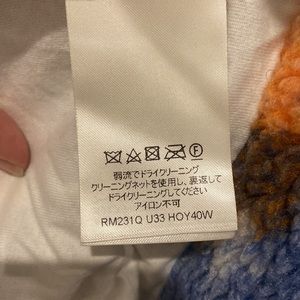 F
弱流でドライクリーニング
クリーニングネットを使用し、裏返して
ドライクリーニングしてください
アイロン不可
RM231Q U33 HOY40W